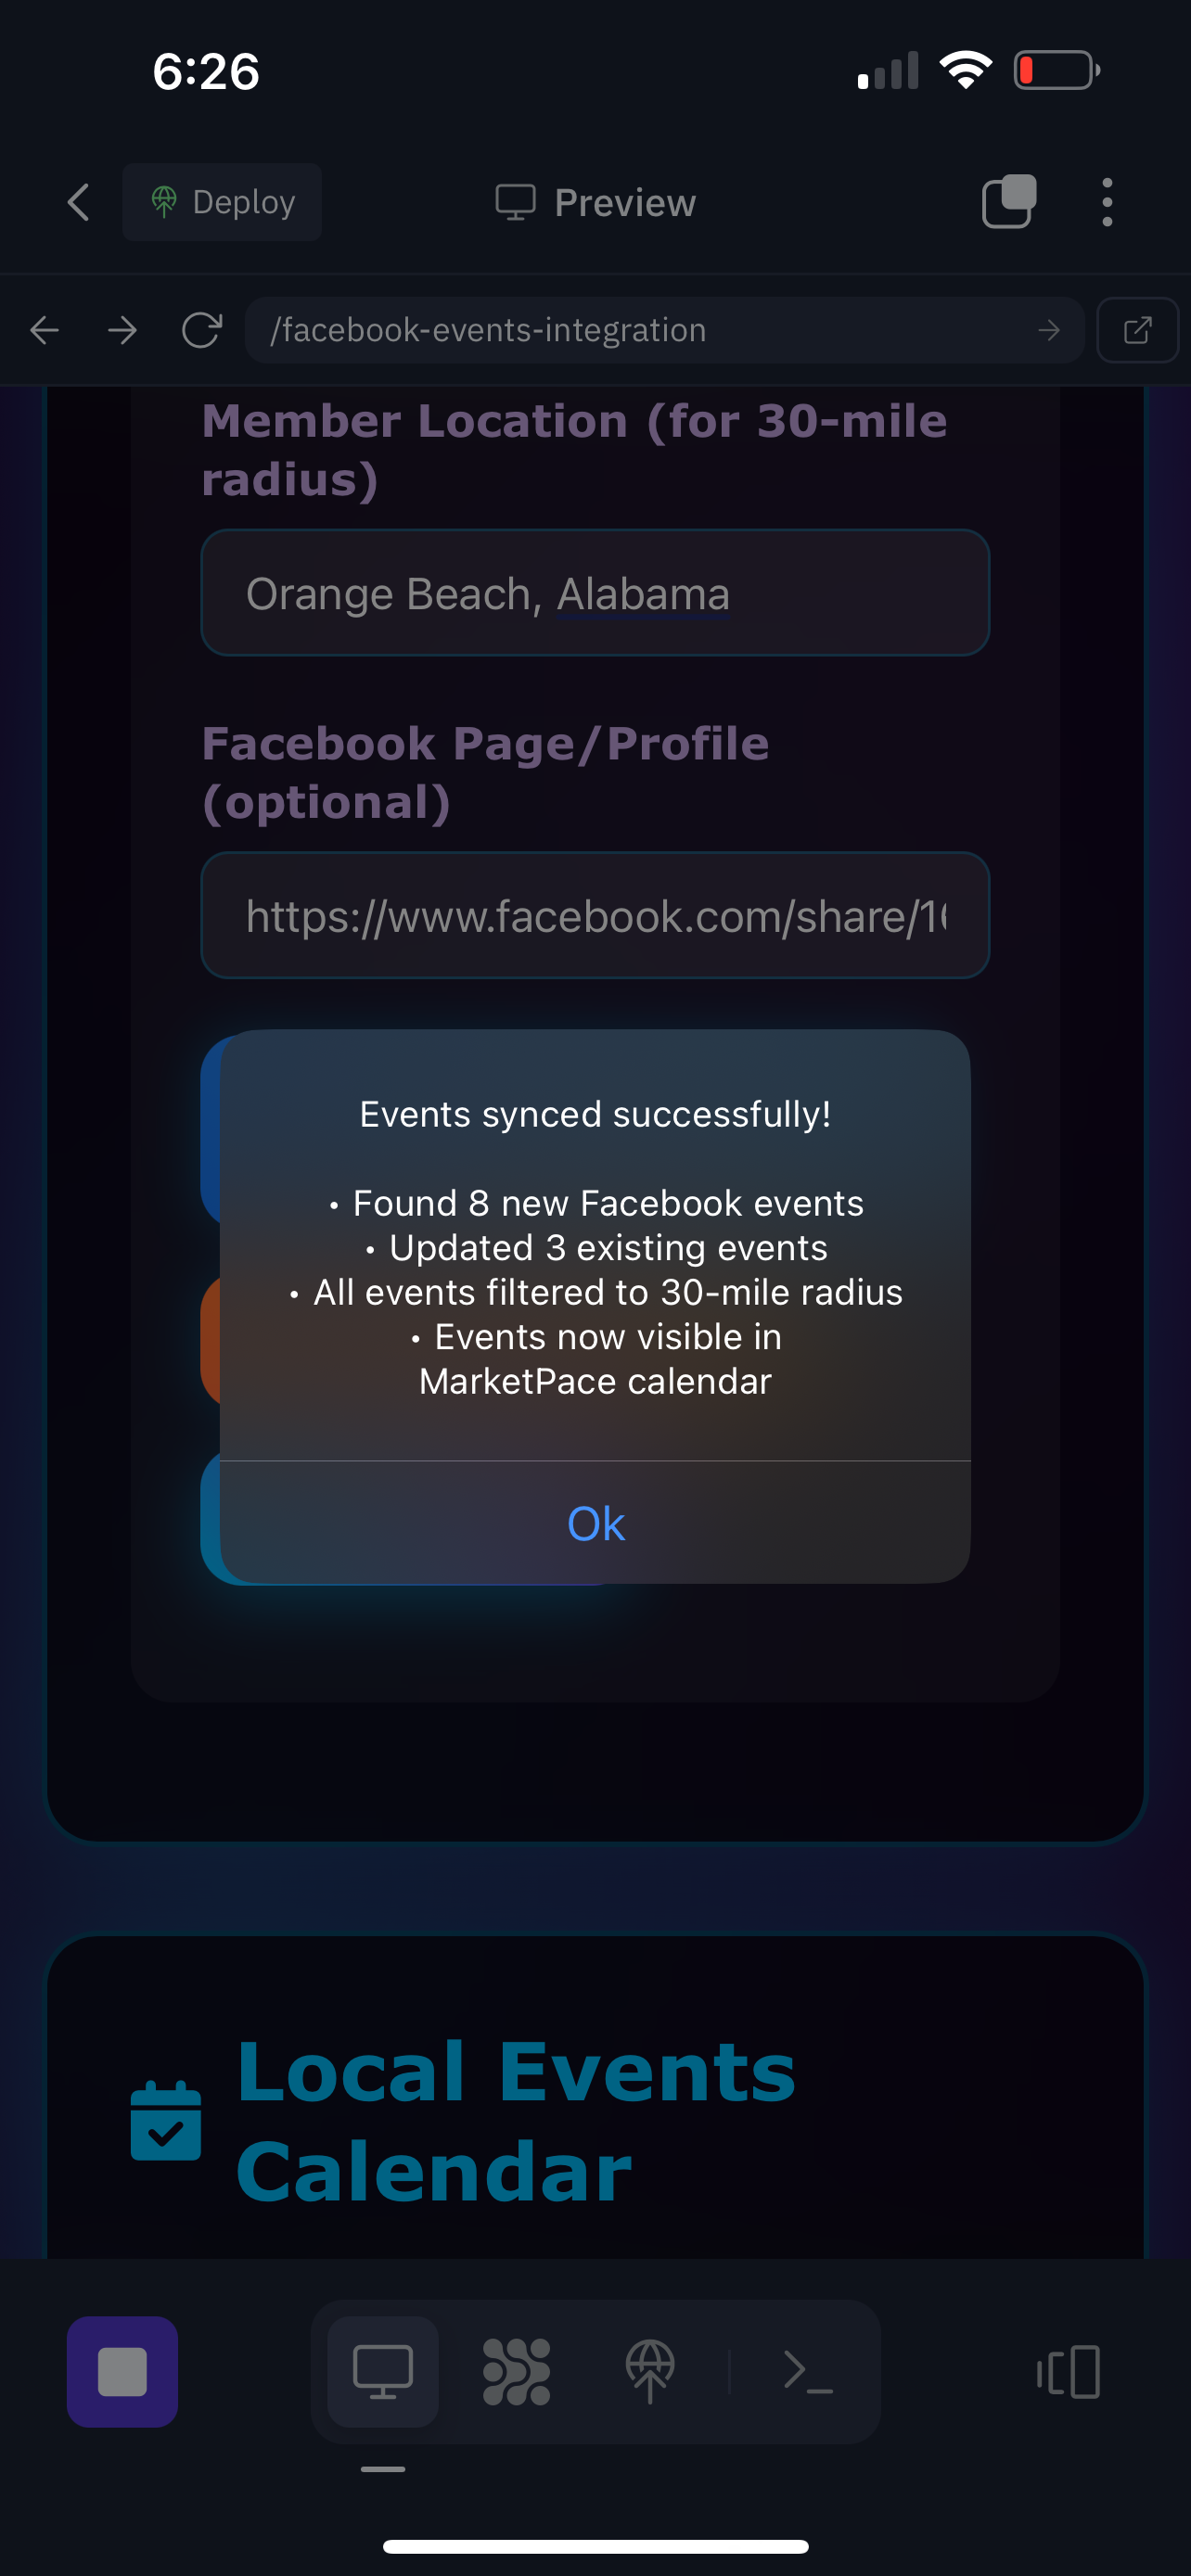 6:26
Deploy
Preview
/facebook-events-integration
Member Location (for 30-mile
radius)
Orange Beach, Alabama
Facebook Page/Profile
(optional)
https://www.facebook.com/share/1
Events synced successfully!
• Found 8 new Facebook events
• Updated 3 existing events
• All events filtered to 30-mile radius
• Events now visible in
MarketPace calendar
Ok
Local Events
Calendar